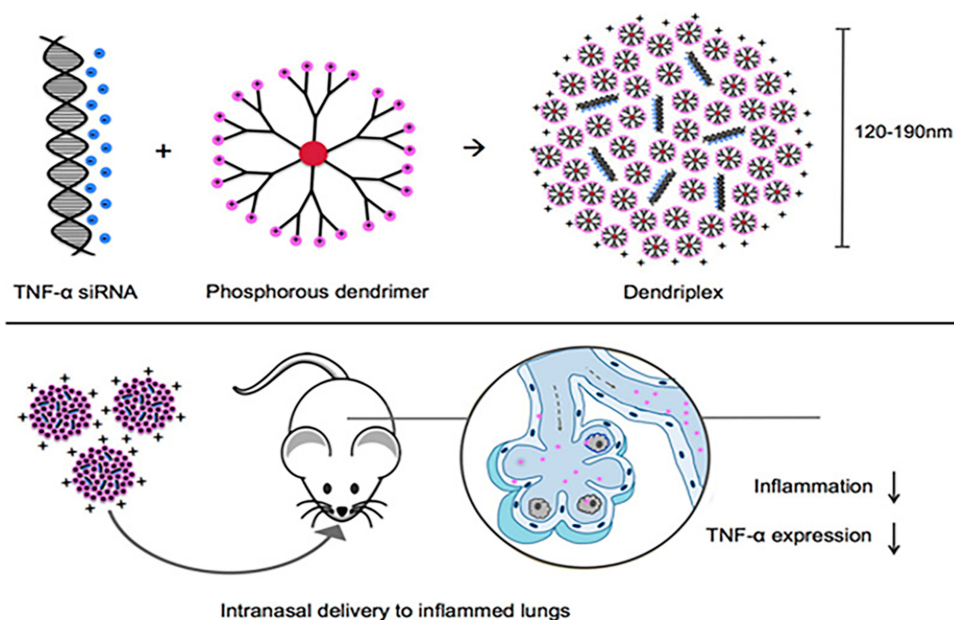 120-190nm
TNF-α siRNA
Phosphorous dendrimer
Dendriplex
Inflammation ↓
TNF-α expression ↓
Intranasal delivery to inflammed lungs